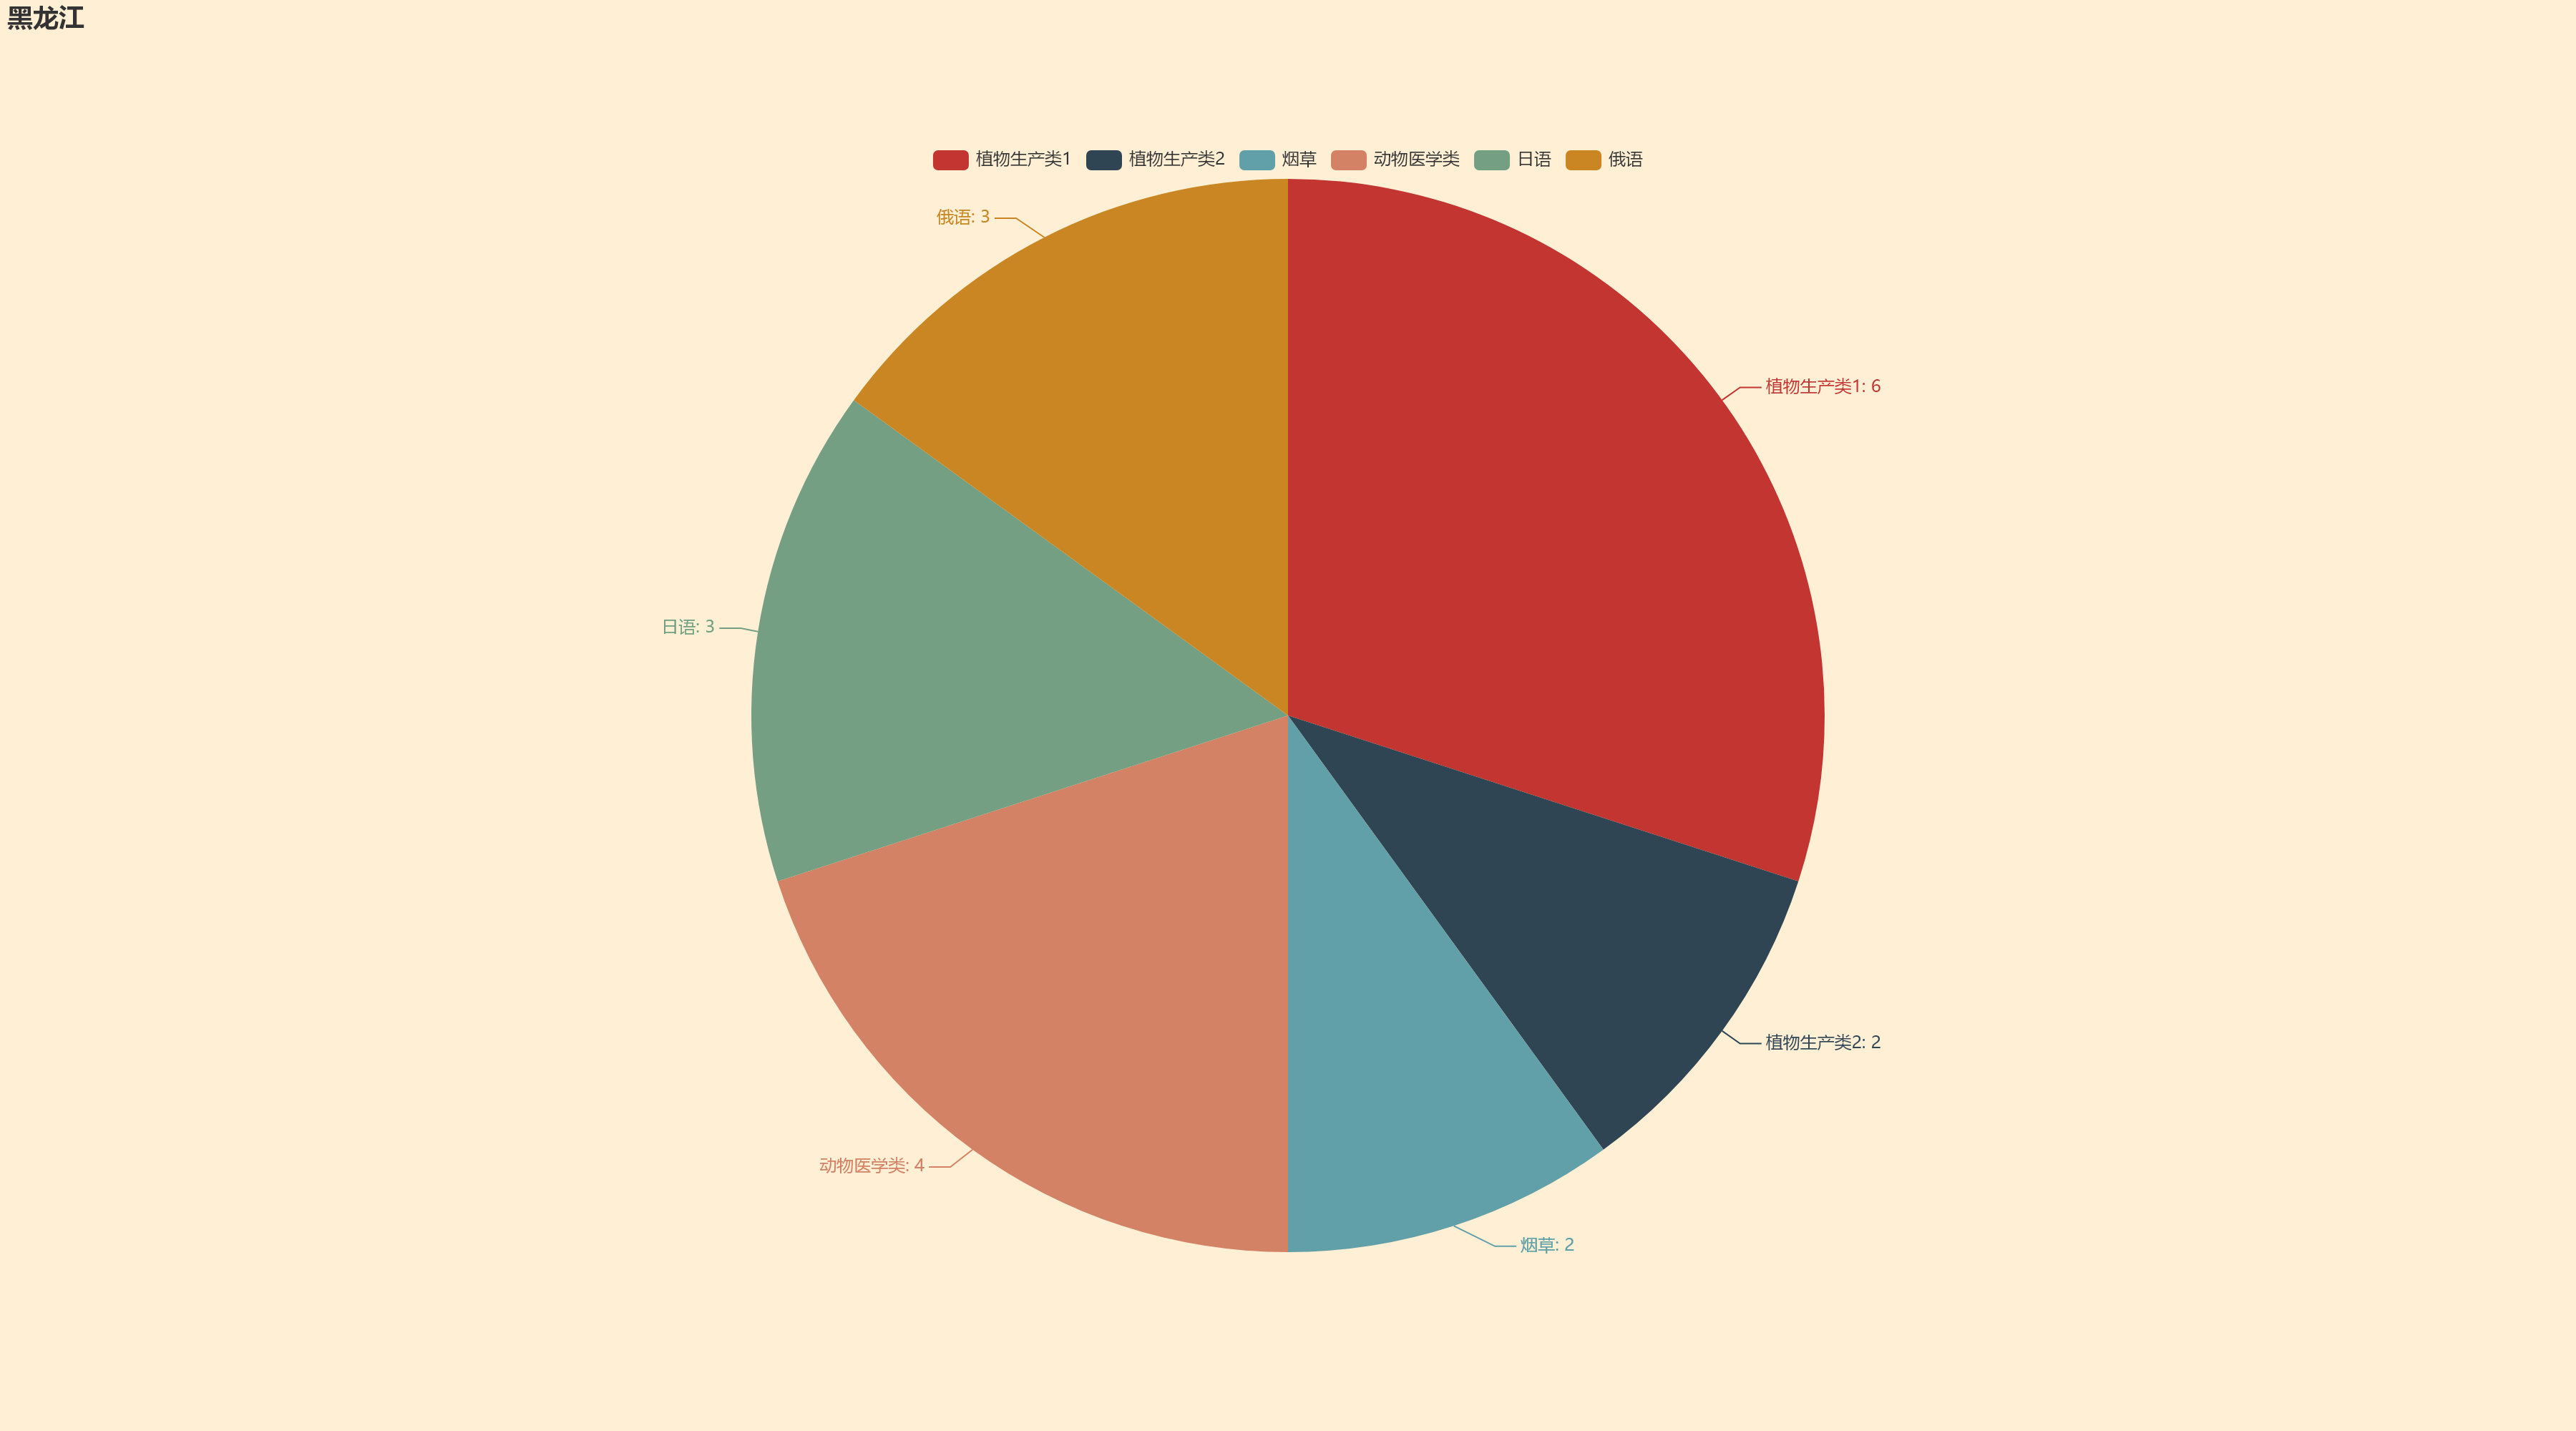 黑龙江
植物生产类1 植物生产类2 烟草 动物医学类 日语 俄语
俄语: 3
植物生产类1: 6
日语: 3
植物生产类2: 2
动物医学类: 4
烟草: 2